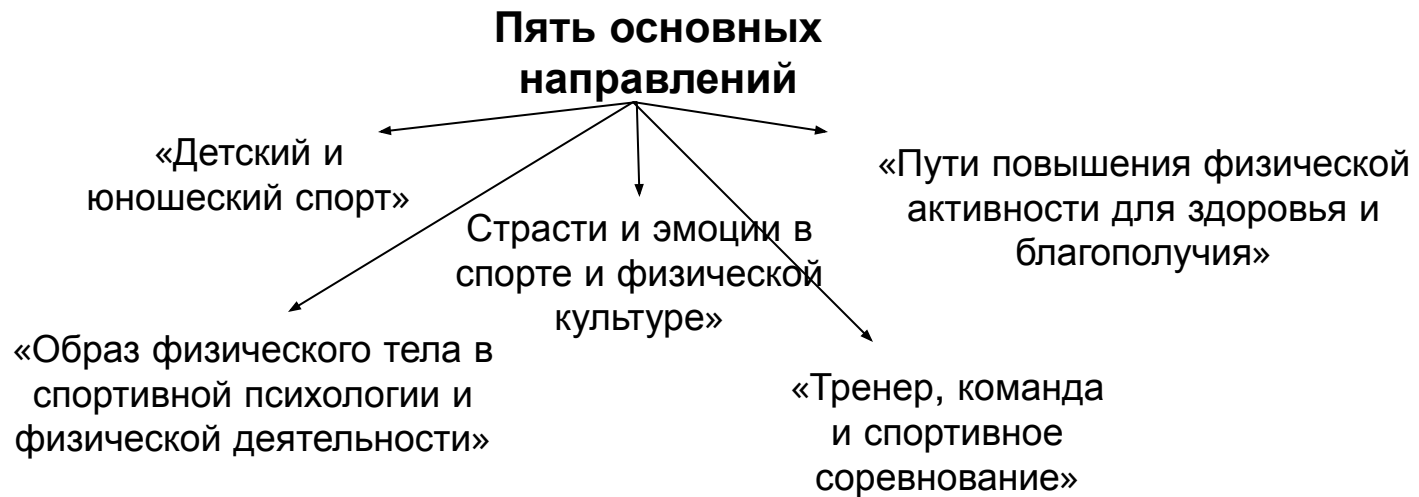 Пять основных
направлений
«Детский и
юношеский спорт»
«Пути повышения физической
активности для здоровья и
благополучия»
Страсти и эмоции в
спорте и физической
культуре»
«Образ физического тела в
спортивной психологии и
физической деятельности»
«Тренер, команда
и спортивное
соревнование»